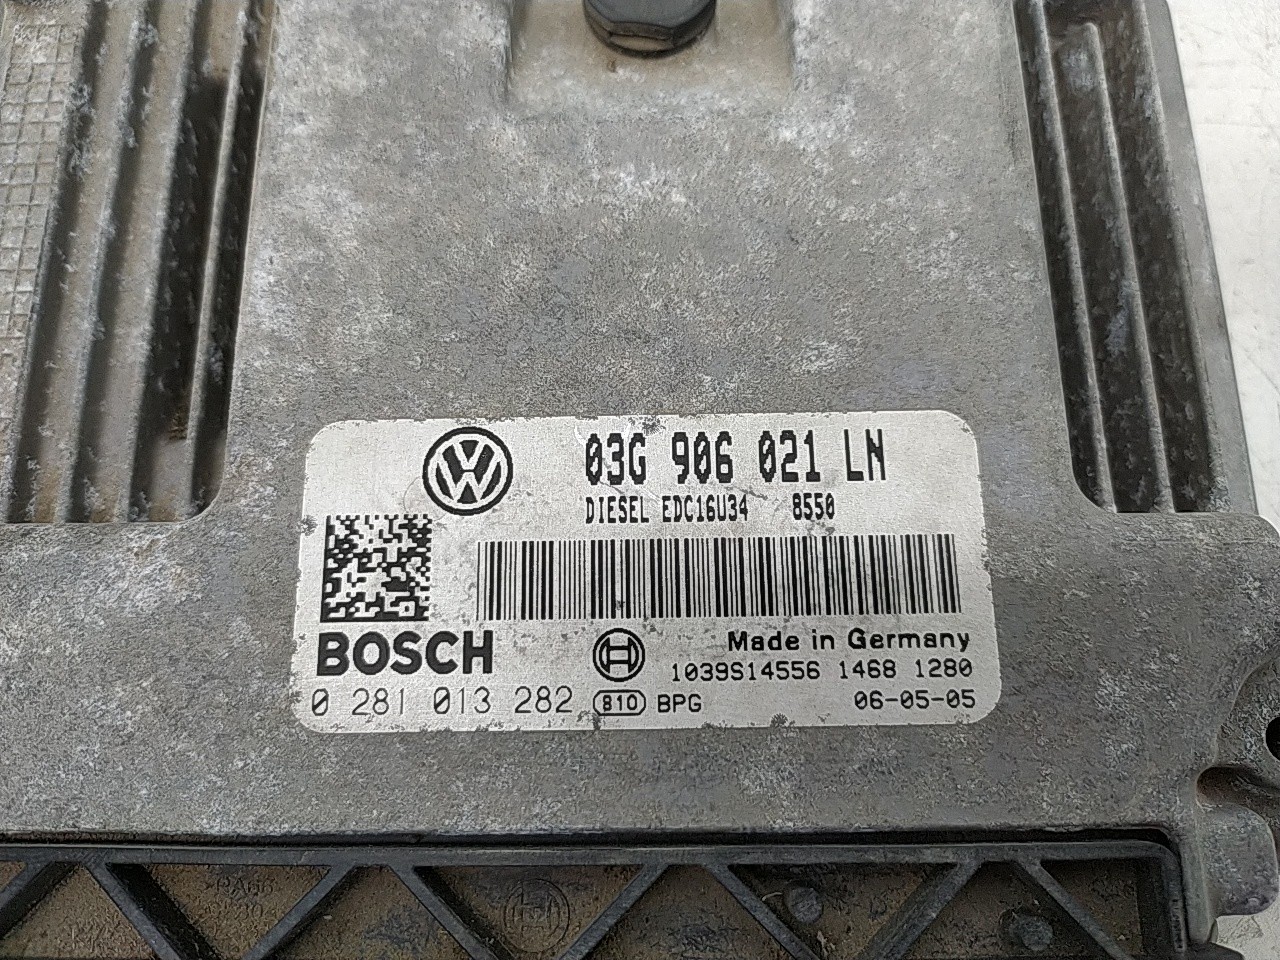 03G 906 021 LN
DIESEL EDC16U34 8550
BOSCH
Made in Germany
1039S14556 1468 1280
0 281 013 282 810 BPG 06-05-05